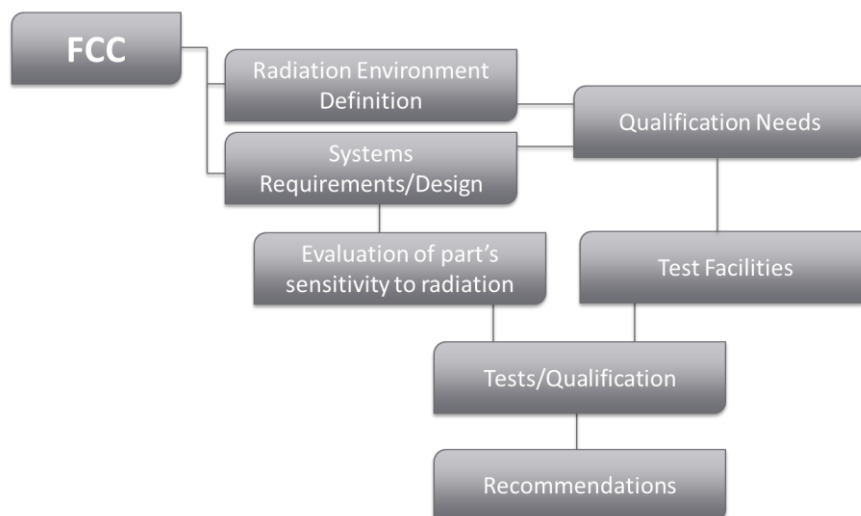 FCC
Radiation Environment
Definition
Qualification Needs
Systems
Requirements/Design
Evaluation of part's
sensitivity to radiation
Test Facilities
Tests/Qualification
Recommendations